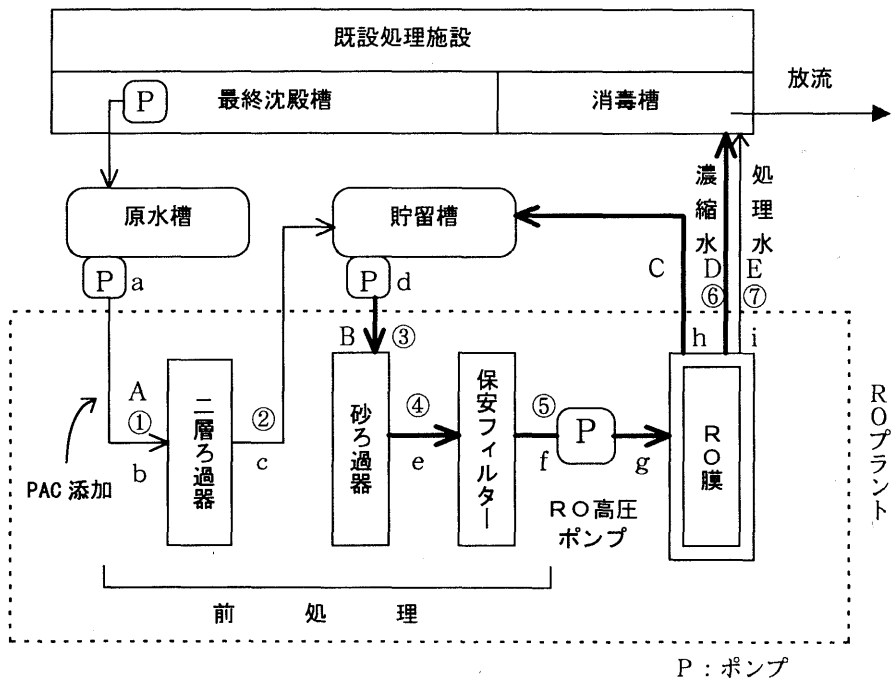 既設処理施設
P
最終沈殿槽
消毒槽
放流
原水槽
貯留槽
濃縮水
処理水
P
a
P
d
C
D
E
⑥
⑦
B
③
h
i
A
①
②
④
⑤
PAC 添加
b
二層ろ過器
c
砂ろ過器
e
保安フィルター
f
P
g
RO膜
RO高圧
ポンプ
ROプラント
前処理
P:ポンプ